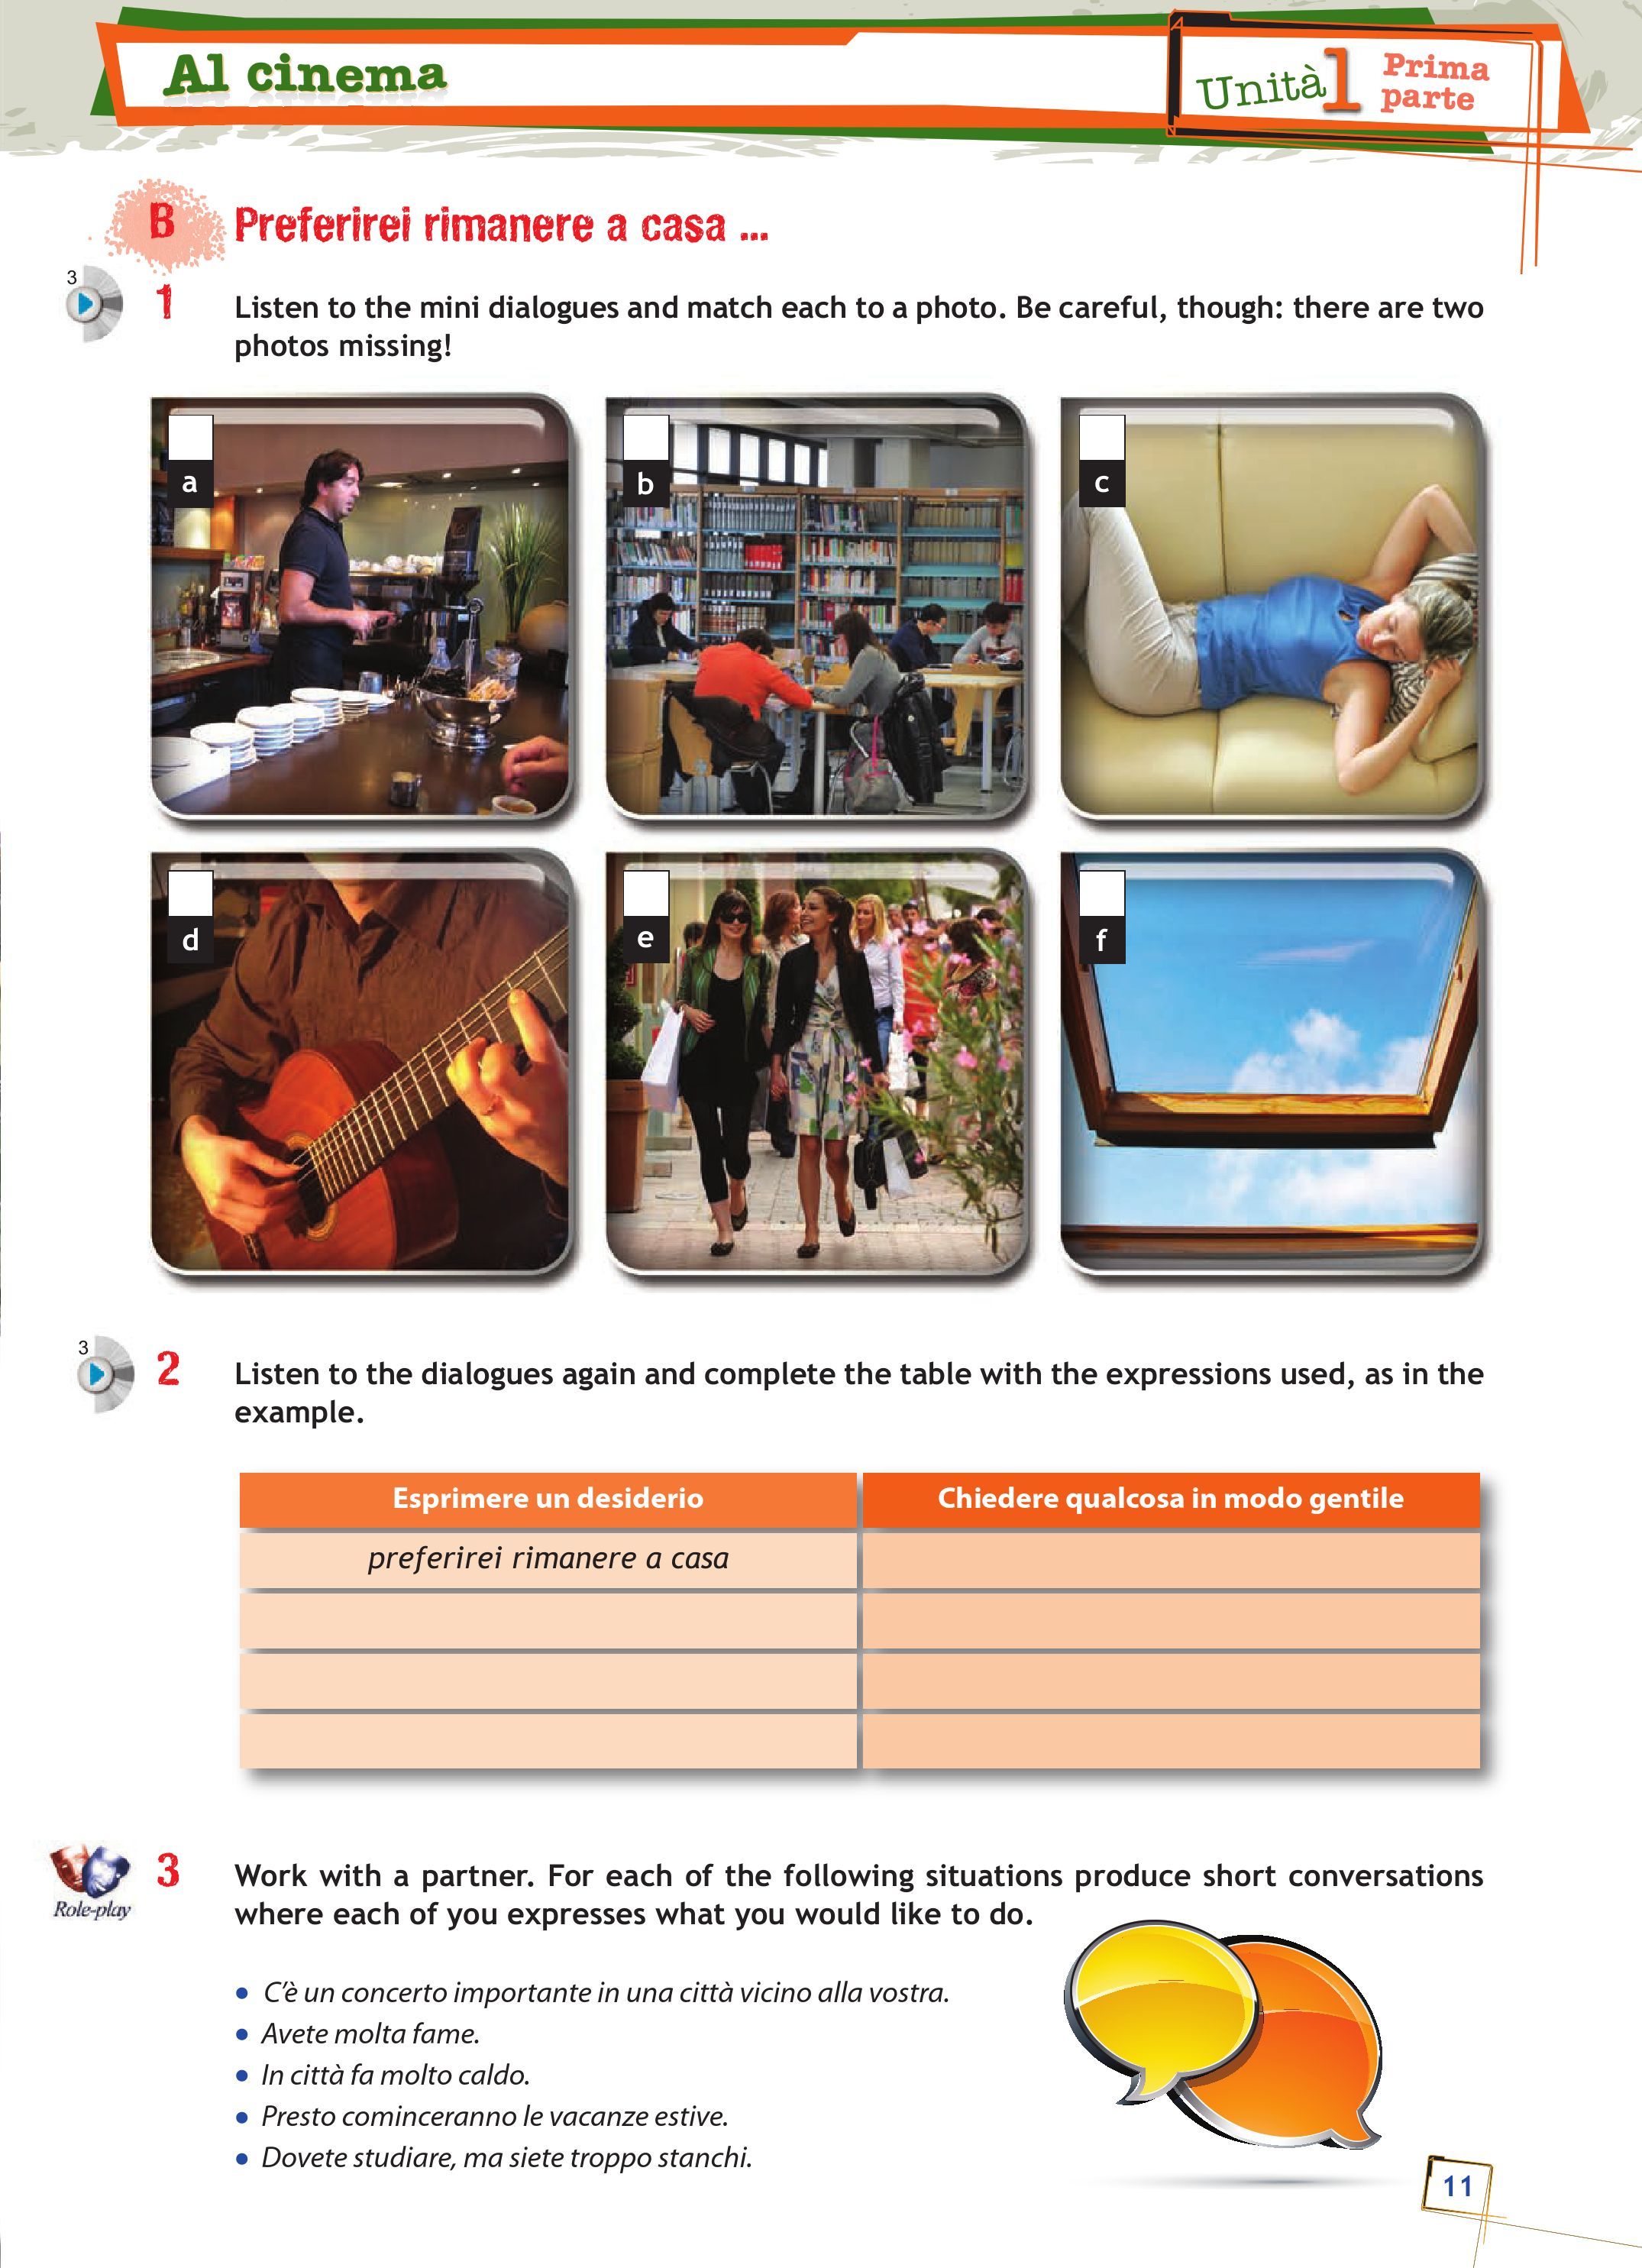 Al cinema
Unità 1 Prima parte
B Preferirei rimanere a casa ...
3
1 Listen to the mini dialogues and match each to a photo. Be careful, though: there are two
photos missing!
a
b
c
d
e
f
3
2 Listen to the dialogues again and complete the table with the expressions used, as in the
example.
Esprimere un desiderio
Chiedere qualcosa in modo gentile
preferirei rimanere a casa
Role-play
3 Work with a partner. For each of the following situations produce short conversations
where each of you expresses what you would like to do.
• C'è un concerto importante in una città vicino alla vostra.
• Avete molta fame.
• In città fa molto caldo.
• Presto cominceranno le vacanze estive.
• Dovete studiare, ma siete troppo stanchi.
11